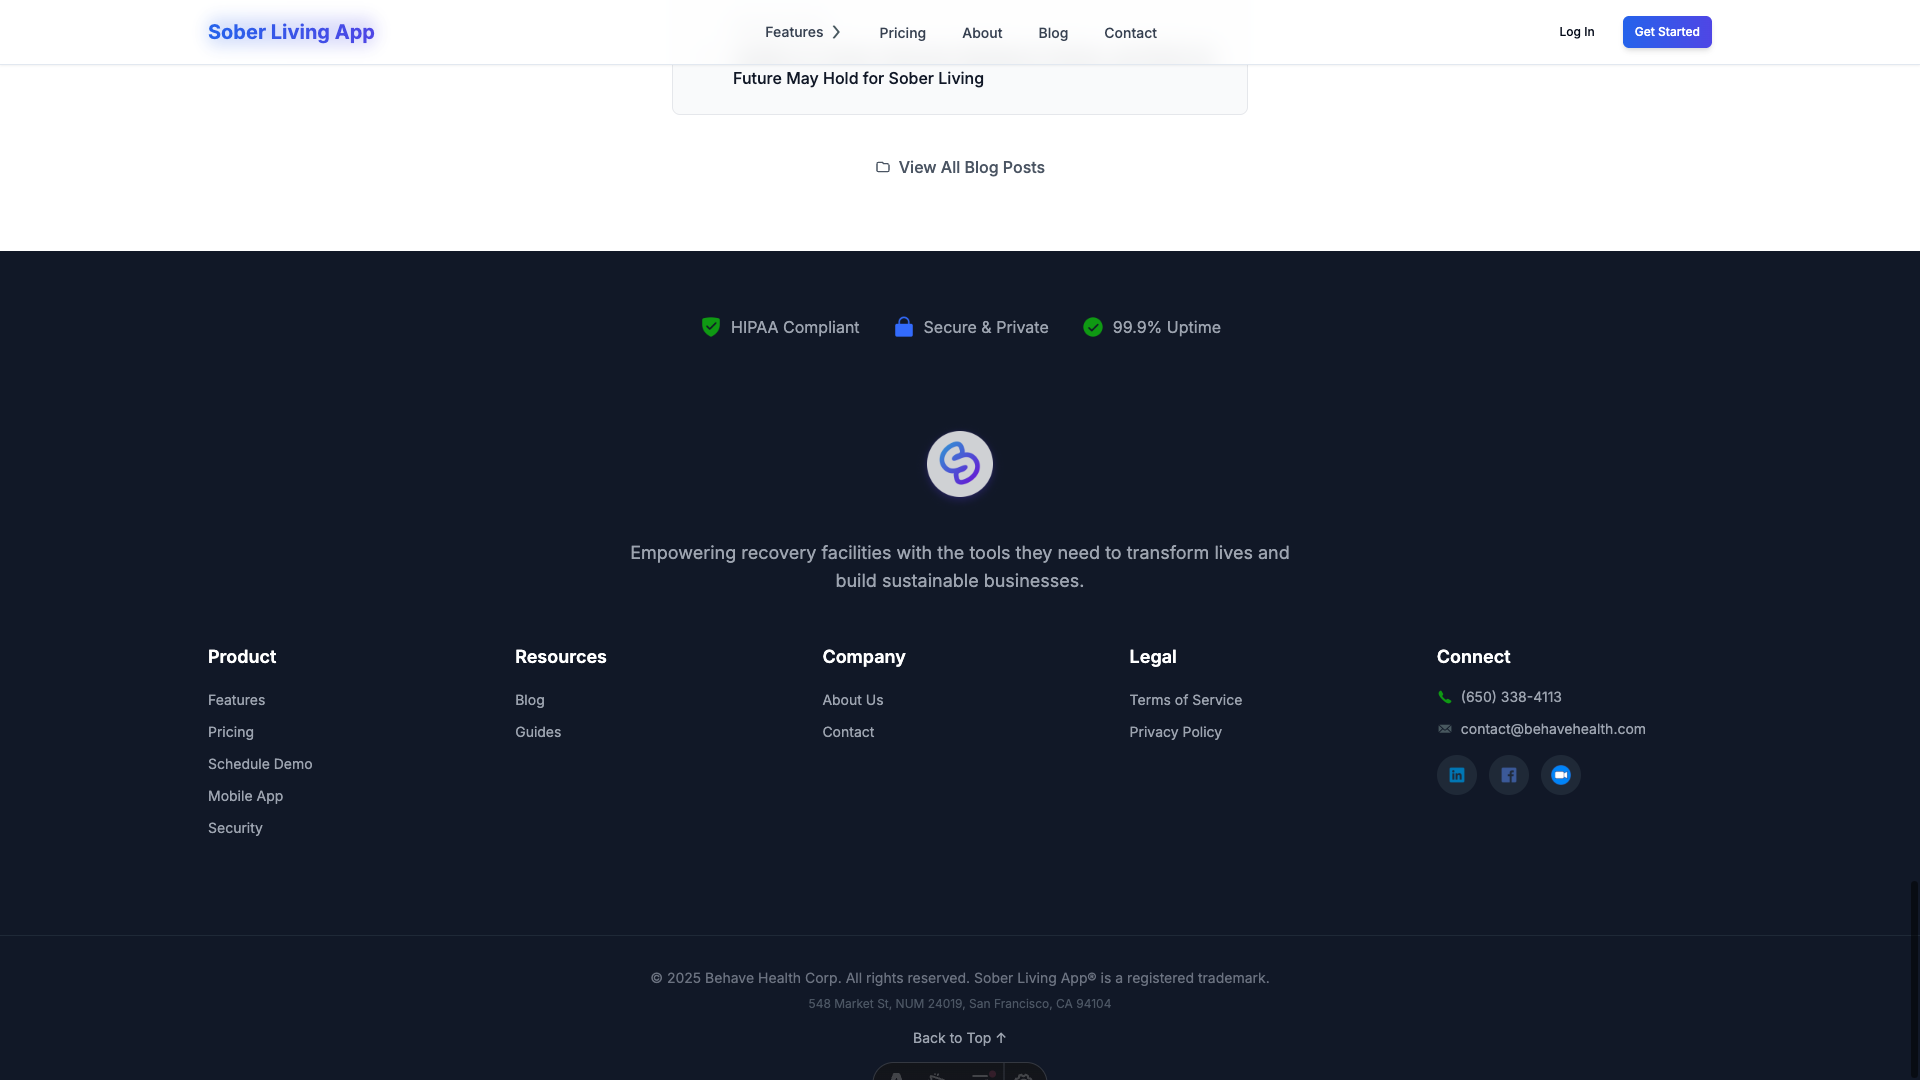 Sober Living App
Features
Pricing
About
Blog
Contact
Log In
Get Started
Future May Hold for Sober Living
View All Blog Posts
HIPAA Compliant
Secure & Private
99.9% Uptime
Empowering recovery facilities with the tools they need to transform lives and
build sustainable businesses.
Product
Features
Pricing
Schedule Demo
Mobile App
Security
Resources
Blog
Guides
Company
About Us
Contact
Legal
Terms of Service
Privacy Policy
Connect
(650) 338-4113
contact@behavehealth.com
© 2025 Behave Health Corp. All rights reserved. Sober Living App® is a registered trademark.
548 Market St, NUM 24019, San Francisco, CA 94104
Back to Top ↑